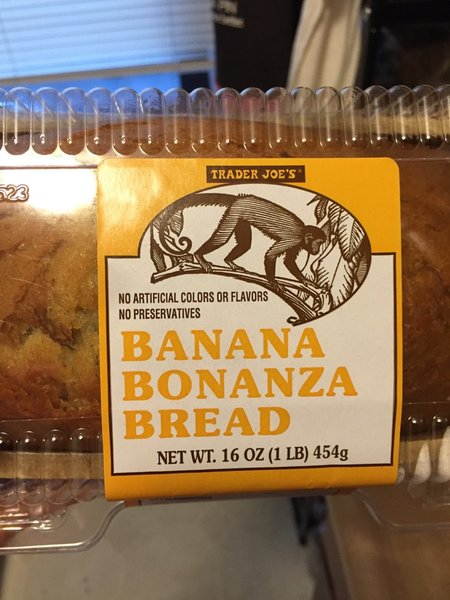 TRADER JOE'S®
NO ARTIFICIAL COLORS OR FLAVORS
NO PRESERVATIVES
BANANA
BONANZA
BREAD
NET WT. 16 OZ (1 LB) 454g